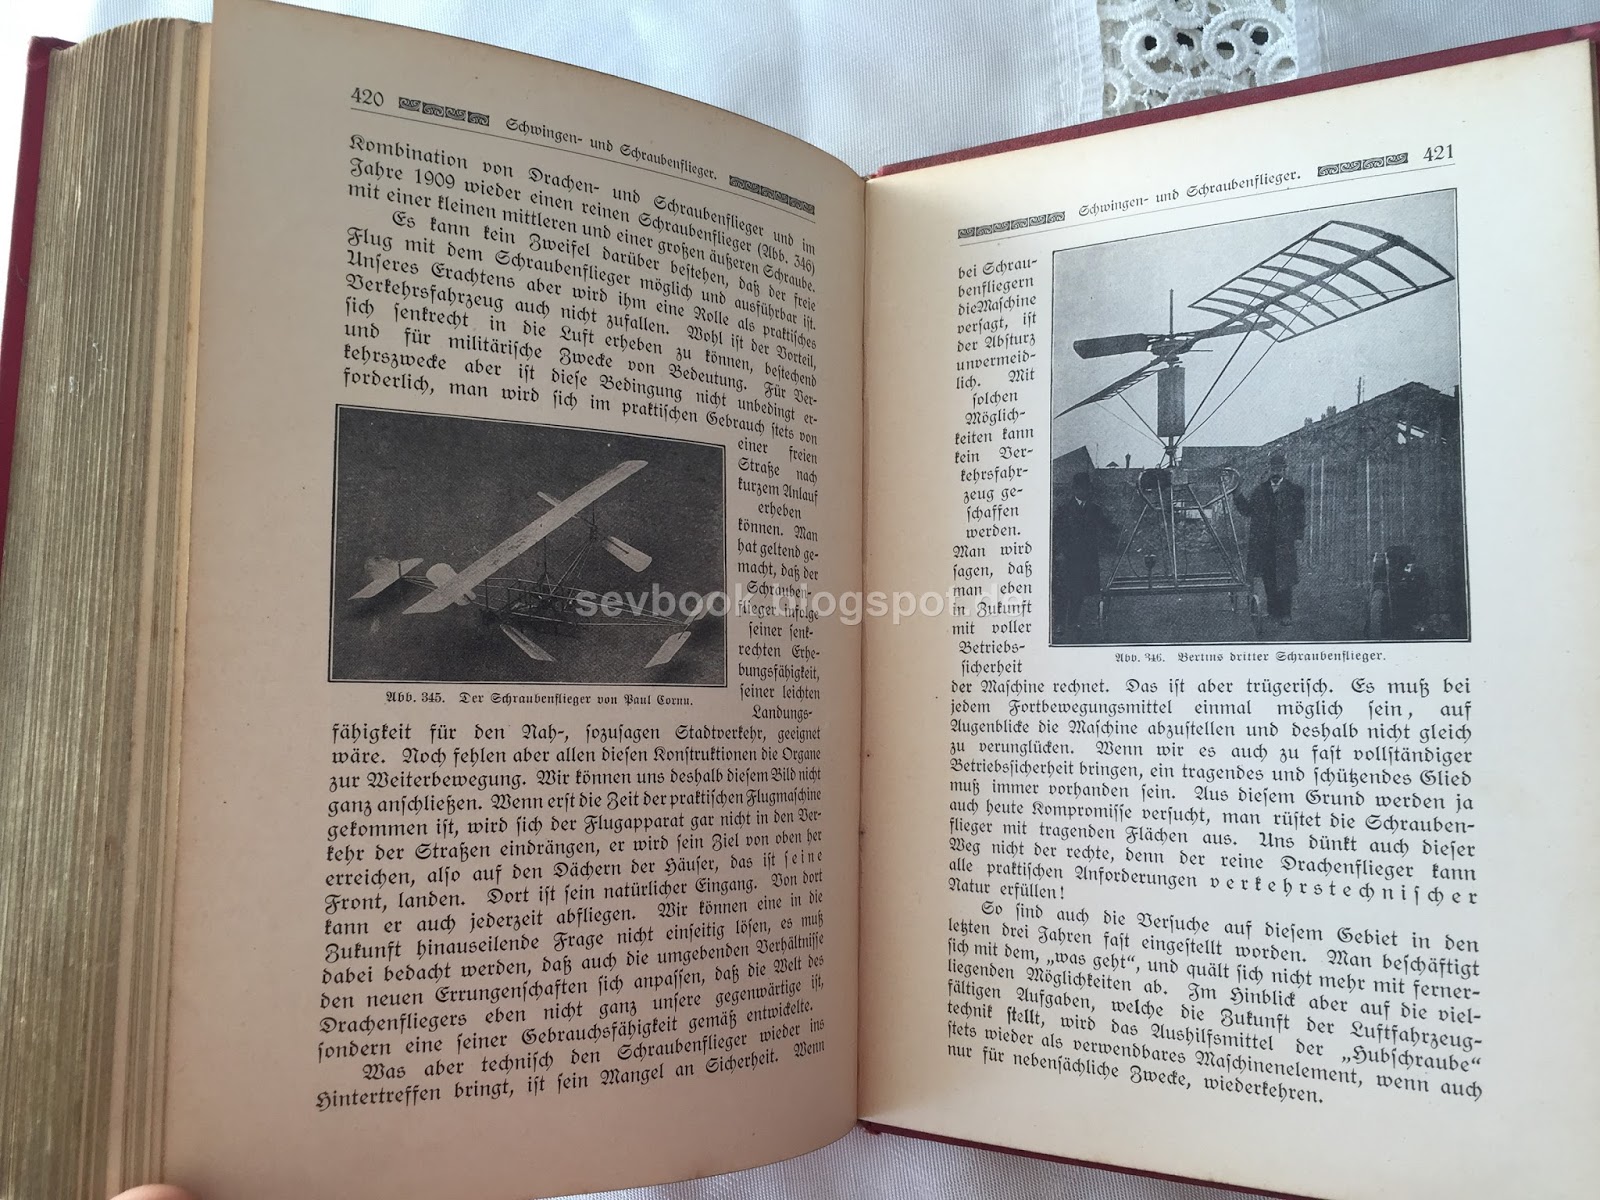 420 Schwingen- und Schraubenflieger.
Kombination von Drachen- und Schraubenflieger und im
Jahre 1909 wieder einen reinen Schraubenflieger (Abb. 346)
mit einer kleinen mittleren und einer großen äußeren Schraube.
Es kann kein Zweifel darüber bestehen, daß der freie
Flug mit dem Schraubenflieger möglich und ausführbar ist.
Unseres Erachtens aber wird ihm eine Rolle als praktisches
Verkehrsfahrzeug auch nicht zufallen. Wohl ist der Vorteil,
sich senkrecht in die Luft erheben zu können, bestechend
und für militärische Zwecke von Bedeutung. Für Ver-
kehrszwecke aber ist diese Bedingung nicht unbedingt er-
forderlich, man wird sich im praktischen Gebrauch stets von
einer freien
Straße nach
kurzem Anlauf
erheben
können. Man
hat geltend ge-
macht, daß der
Schrauben-
flieger zufolge
seiner senk-
rechten Erhe-
bungsfähigkeit,
seiner leichten
Landungs-
Abb. 345. Der Schraubenflieger von Paul Cornu.
fähigkeit für den Nah-, sozusagen Stadtverkehr, geeignet
wäre. Noch fehlen aber allen diesen Konstruktionen die Organe
zur Weiterbewegung. Wir können uns deshalb diesem Bild nicht
ganz anschließen. Wenn erst die Zeit der praktischen Flugmaschine
gekommen ist, wird sich der Flugapparat gar nicht in den Ver-
kehr der Straßen eindrängen, er wird sein Ziel von oben her
erreichen, also auf den Dächern der Häuser, das ist seine
Front, landen. Dort ist sein natürlicher Eingang. Von dort
kann er auch jederzeit abfliegen. Wir können eine in die
Zukunft hinauseilende Frage nicht einseitig lösen, es muß
dabei bedacht werden, daß auch die umgebenden Verhältnisse
den neuen Errungenschaften sich anpassen, daß die Welt des
Drachenfliegers eben nicht ganz unsere gegenwärtige ist,
sondern eine seiner Gebrauchsfähigkeit gemäß entwickelte.
Was aber technisch den Schraubenflieger wieder ins
Hintertreffen bringt, ist sein Mangel an Sicherheit. Wenn
Schwingen- und Schraubenflieger. 421
bei Schrau-
benfliegern
die Maschine
versagt, ist
der Absturz
unvermeid-
lich. Mit
solchen
Möglich-
keiten kann
kein Ver-
kehrsfahr-
zeug ge-
schaffen
werden.
Man wird
sagen, daß
man eben
in Zukunft
mit voller
Betriebs-
sicherheit
Abb. 346. Bertins dritter Schraubenflieger.
der Maschine rechnet. Das ist aber trügerisch. Es muß bei
jedem Fortbewegungsmittel einmal möglich sein, auf
Augenblicke die Maschine abzustellen und deshalb nicht gleich
zu verunglücken. Wenn wir es auch zu fast vollständiger
Betriebssicherheit bringen, ein tragendes und schützendes Glied
muß immer vorhanden sein. Aus diesem Grund werden ja
auch heute Kompromisse versucht, man rüstet die Schrauben-
flieger mit tragenden Flächen aus. Uns dünkt auch dieser
Weg nicht der rechte, denn der reine Drachenflieger kann
alle praktischen Anforderungen verkehrstechnischer
Natur erfüllen!
So sind auch die Versuche auf diesem Gebiet in den
letzten drei Jahren fast eingestellt worden. Man beschäftigt
sich mit dem, „was geht“, und quält sich nicht mehr mit ferner-
liegenden Möglichkeiten ab. Im Hinblick aber auf die viel-
fältigen Aufgaben, welche die Zukunft der Luftfahrzeug-
technik stellt, wird das Aushilfsmittel der „Hubschraube“
stets wieder als verwendbares Maschinenelement, wenn auch
nur für nebensächliche Zwecke, wiederkehren.
sevbook.blogspot.de